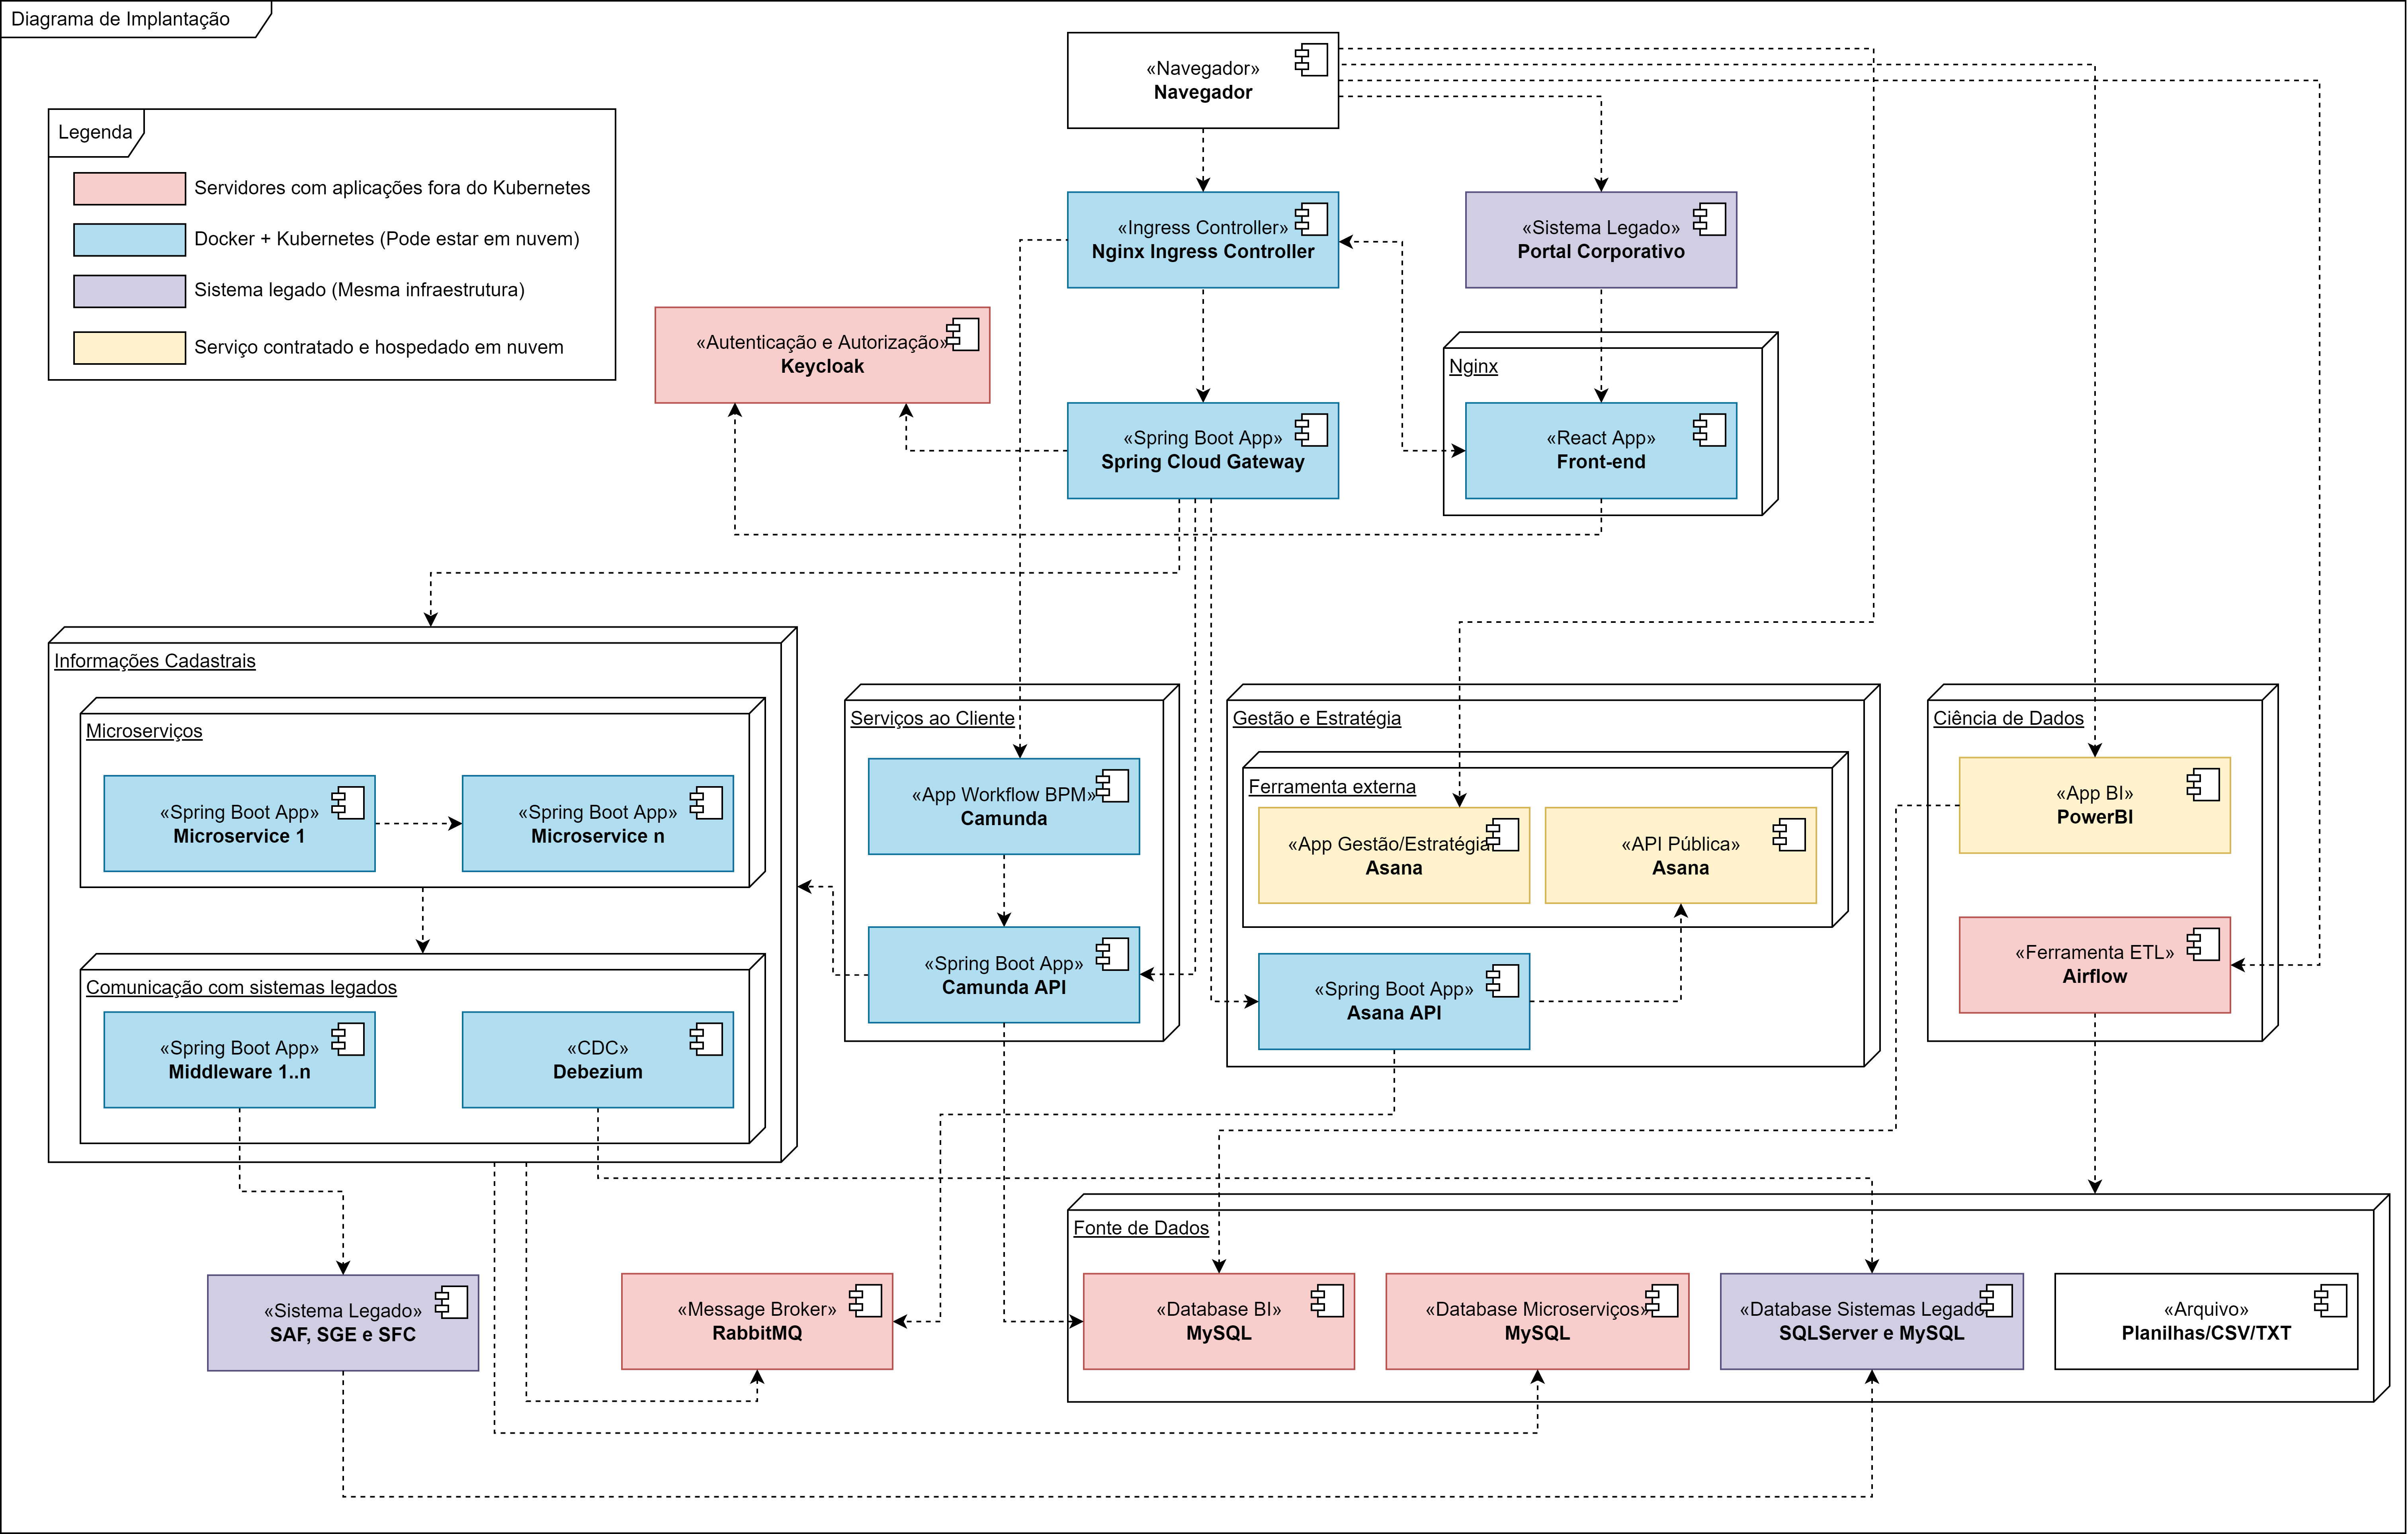 Diagrama de Implantação
«Navegador»
Navegador
Legenda
Servidores com aplicações fora do Kubernetes
Docker + Kubernetes (Pode estar em nuvem)
Sistema legado (Mesma infraestrutura)
Serviço contratado e hospedado em nuvem
«Ingress Controller»
Nginx Ingress Controller
«Sistema Legado»
Portal Corporativo
«Autenticação e Autorização»
Keycloak
Nginx
«Spring Boot App»
Spring Cloud Gateway
«React App»
Front-end
Informações Cadastrais
Microserviços
«Spring Boot App»
Microservice 1
«Spring Boot App»
Microservice n
Comunicação com sistemas legados
«Spring Boot App»
Middleware 1..n
«CDC»
Debezium
Serviços ao Cliente
«App Workflow BPM»
Camunda
«Spring Boot App»
Camunda API
Gestão e Estratégia
Ferramenta externa
«App Gestão/Estratégia
Asana
«API Pública»
Asana
«Spring Boot App»
Asana API
Ciência de Dados
«App BI»
PowerBI
«Ferramenta ETL»
Airflow
«Sistema Legado»
SAF, SGE e SFC
«Message Broker»
RabbitMQ
Fonte de Dados
«Database BI»
MySQL
«Database Microserviços»
MySQL
«Database Sistemas Legado
SQLServer e MySQL
«Arquivo»
Planilhas/CSV/TXT